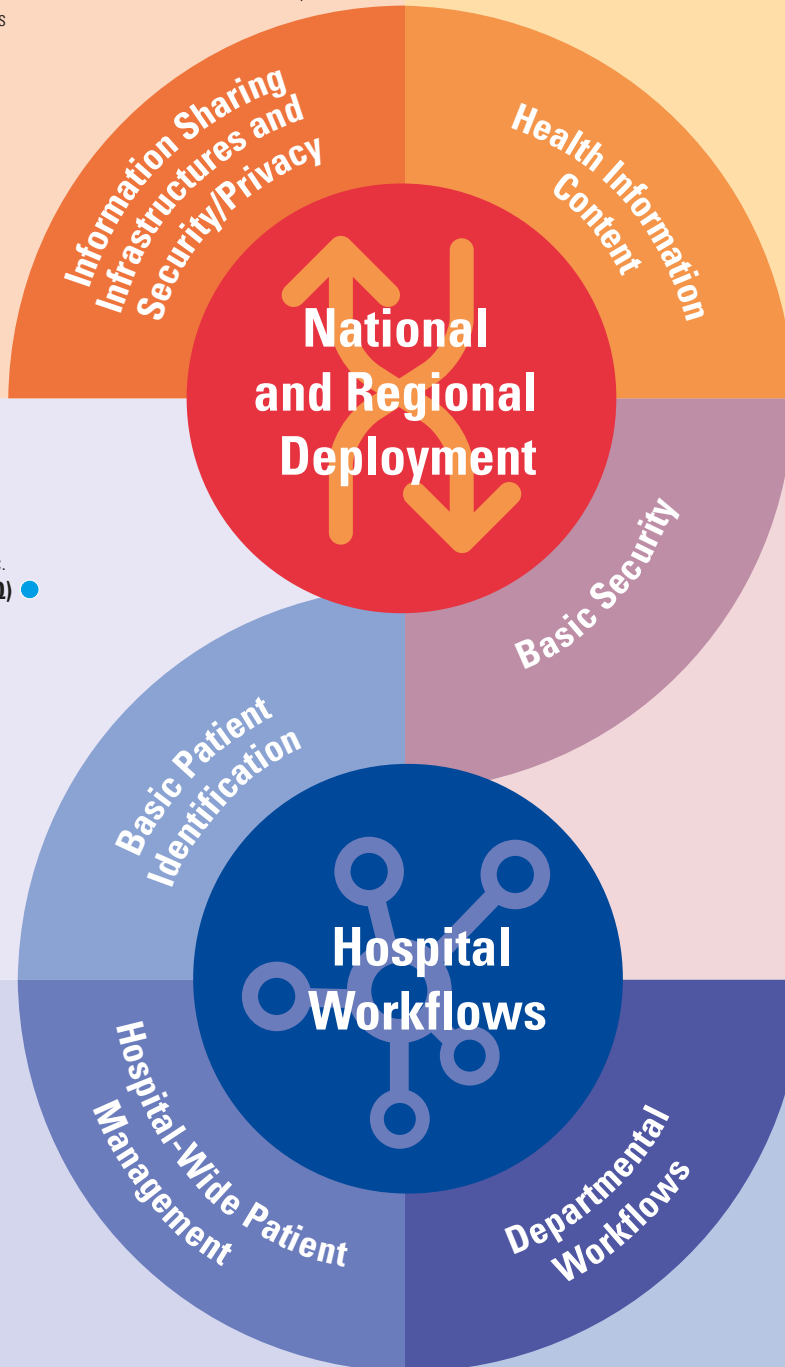 S
Information Sharing
Infrastructures and
Security/Privacy
Health Information
Content
National
and Regional
Deployment
Basic Security
Basic Patient
Identification
Hospital
Workflows
Hospital-Wide Patient
Management
Departmental
Workflows